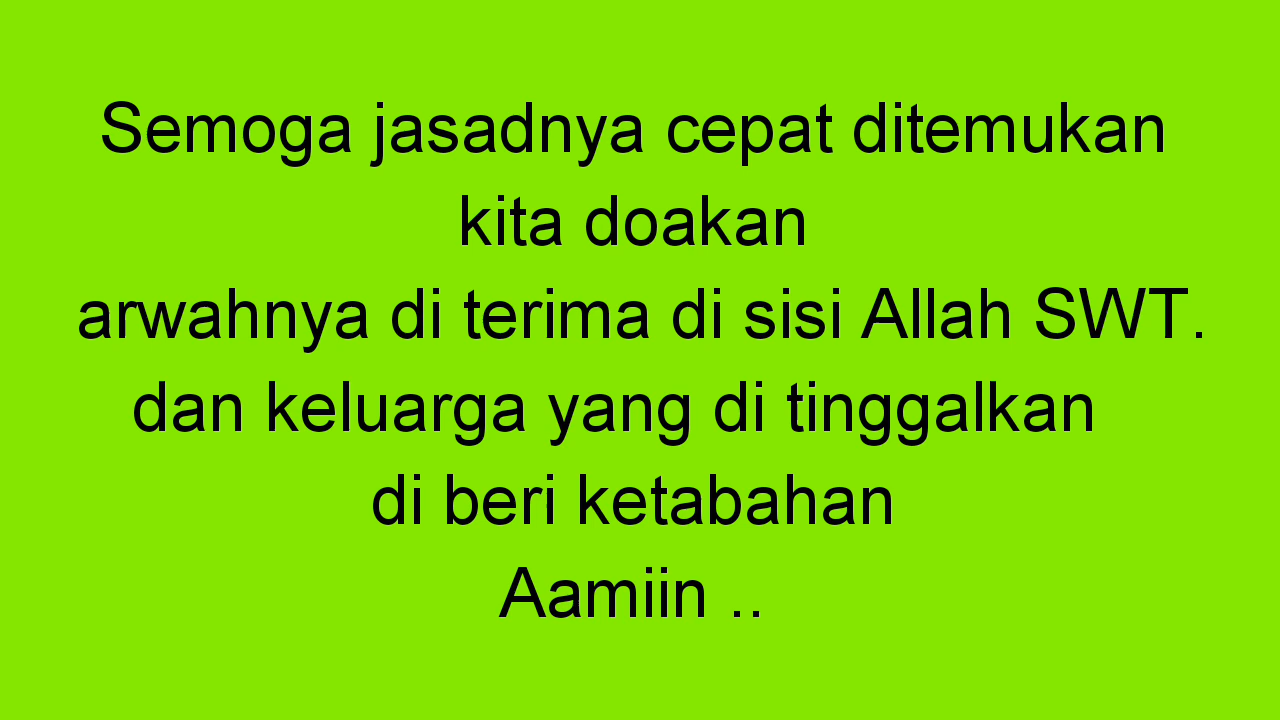 Semoga jasadnya cepat ditemukan
kita doakan
arwahnya di terima di sisi Allah SWT.
dan keluarga yang di tinggalkan
di beri ketabahan
Aamiin ..